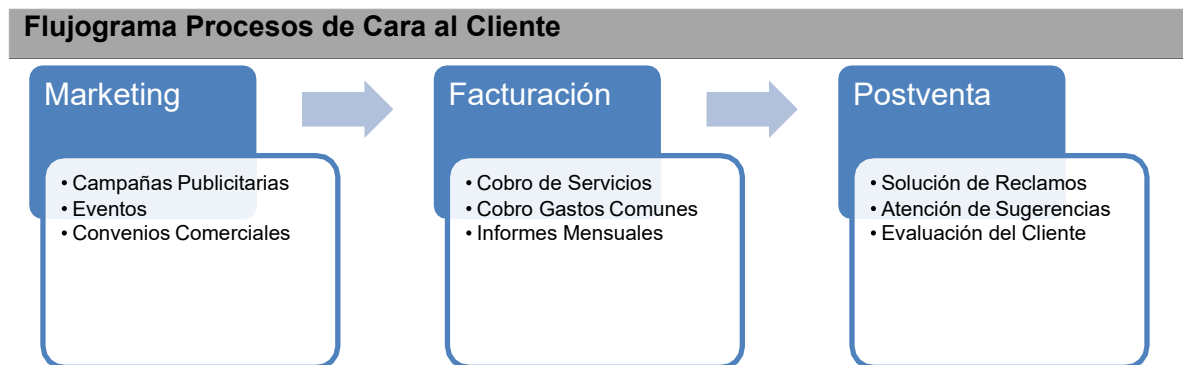 Flujograma Procesos de Cara al Cliente
Marketing
• Campañas Publicitarias
• Eventos
• Convenios Comerciales
Facturación
• Cobro de Servicios
• Cobro Gastos Comunes
• Informes Mensuales
Postventa
• Solución de Reclamos
• Atención de Sugerencias
• Evaluación del Cliente